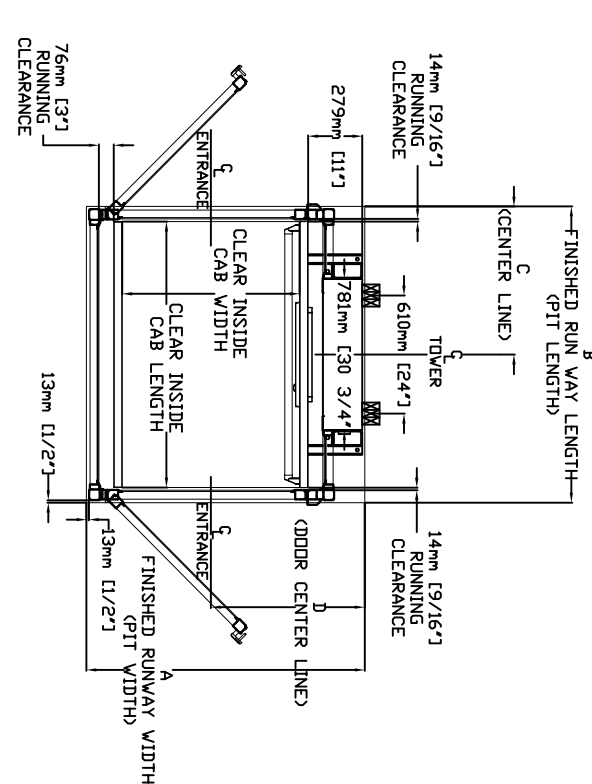 B
FINISHED RUN WAY LENGTH
(PIT LENGTH)
C
(CENTER LINE)
14mm [9/16"]
RUNNING
CLEARANCE
14mm [9/16"]
RUNNING
CLEARANCE
℄
TOWER
610mm [24"]
781mm [30 3/4"]
279mm [11"]
℄
ENTRANCE
CLEAR INSIDE
CAB WIDTH
CLEAR INSIDE
CAB LENGTH
℄
ENTRANCE
D
(DOOR CENTER LINE)
76mm [3"]
RUNNING
CLEARANCE
13mm [1/2"]
13mm [1/2"]
A
FINISHED RUNWAY WIDTH
(PIT WIDTH)